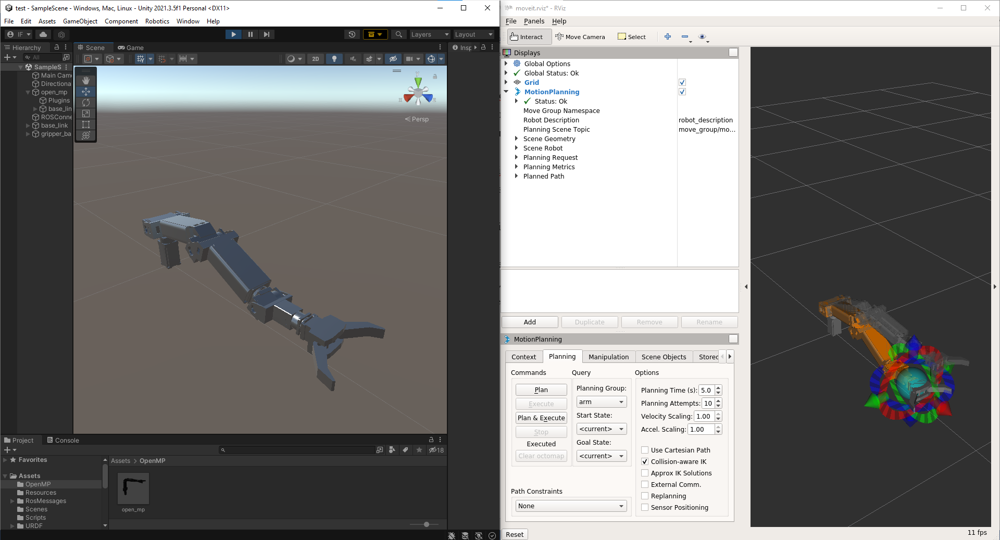 test - SampleScene - Windows, Mac, Linux - Unity 2021.3.5f1 Personal <DX11>
File Edit Assets GameObject Component Robotics Window Help
IF
Layers
Layout
Hierarchy
All
SampleS
Main Cam
Directiona
open_mp
Plugins
base_lin
ROSConne
base_link
gripper_ba
Scene
Game
2D
y
x
z
Persp
Insp
Project
Console
18
Favorites
Assets
OpenMP
Resources
RosMessages
Scenes
Scripts
URDF
Assets > OpenMP
open_mp
moveit.rviz* - RViz
File Panels Help
Interact
Move Camera
Select
Displays
Global Options
Global Status: Ok
Grid
MotionPlanning
Status: Ok
Move Group Namespace
Robot Description robot_description
Planning Scene Topic move_group/mo...
Scene Geometry
Scene Robot
Planning Request
Planning Metrics
Planned Path
Add
Duplicate
Remove
Rename
MotionPlanning
Context
Planning
Manipulation
Scene Objects
Stored
Commands
Plan
Execute
Plan & Execute
Stop
Executed
Clear octomap
Query
Planning Group:
arm
Start State:
<current>
Goal State:
<current>
Options
Planning Time (s): 5.0
Planning Attempts: 10
Velocity Scaling: 1.00
Accel. Scaling: 1.00
Use Cartesian Path
Collision-aware IK
Approx IK Solutions
External Comm.
Replanning
Sensor Positioning
Path Constraints
None
Reset
11 fps